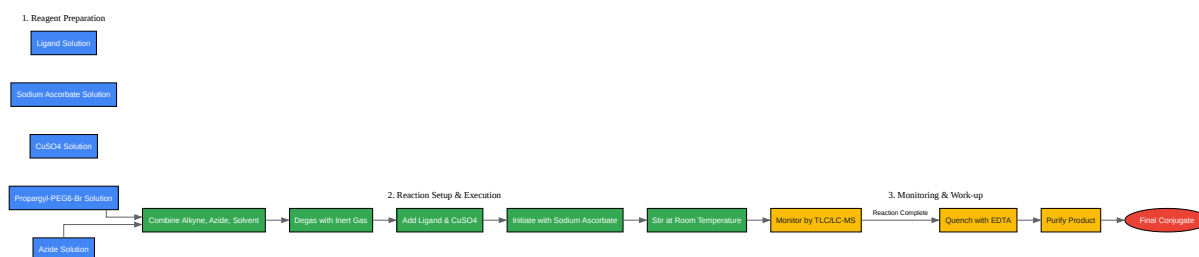 1. Reagent Preparation
Ligand Solution
Sodium Ascorbate Solution
CuSO4 Solution
Propargyl-PEG6-Br Solution
Azide Solution
2. Reaction Setup & Execution
Combine Alkyne, Azide, Solvent
Degas with Inert Gas
Add Ligand & CuSO4
Initiate with Sodium Ascorbate
Stir at Room Temperature
3. Monitoring & Work-up
Monitor by TLC/LC-MS
Reaction Complete
Quench with EDTA
Purify Product
Final Conjugate